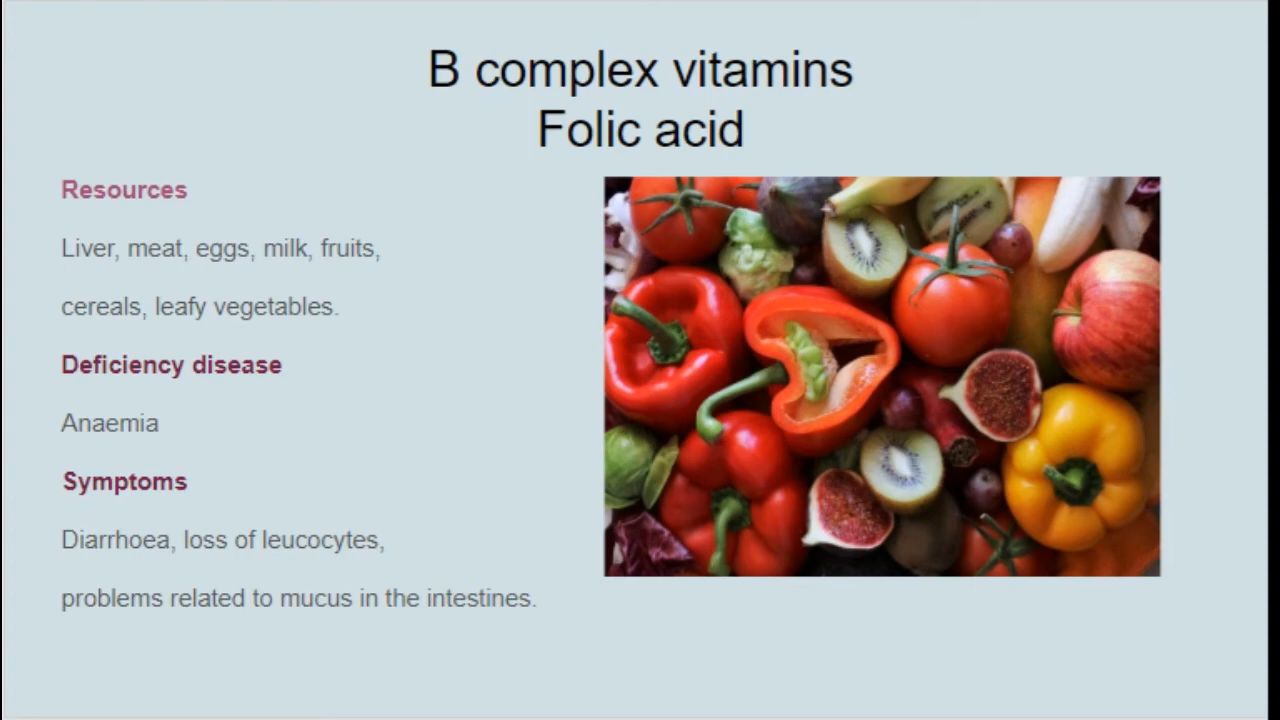 B complex vitamins
Folic acid
Resources
Liver, meat, eggs, milk, fruits,
cereals, leafy vegetables.
Deficiency disease
Anaemia
Symptoms
Diarrhoea, loss of leucocytes,
problems related to mucus in the intestines.